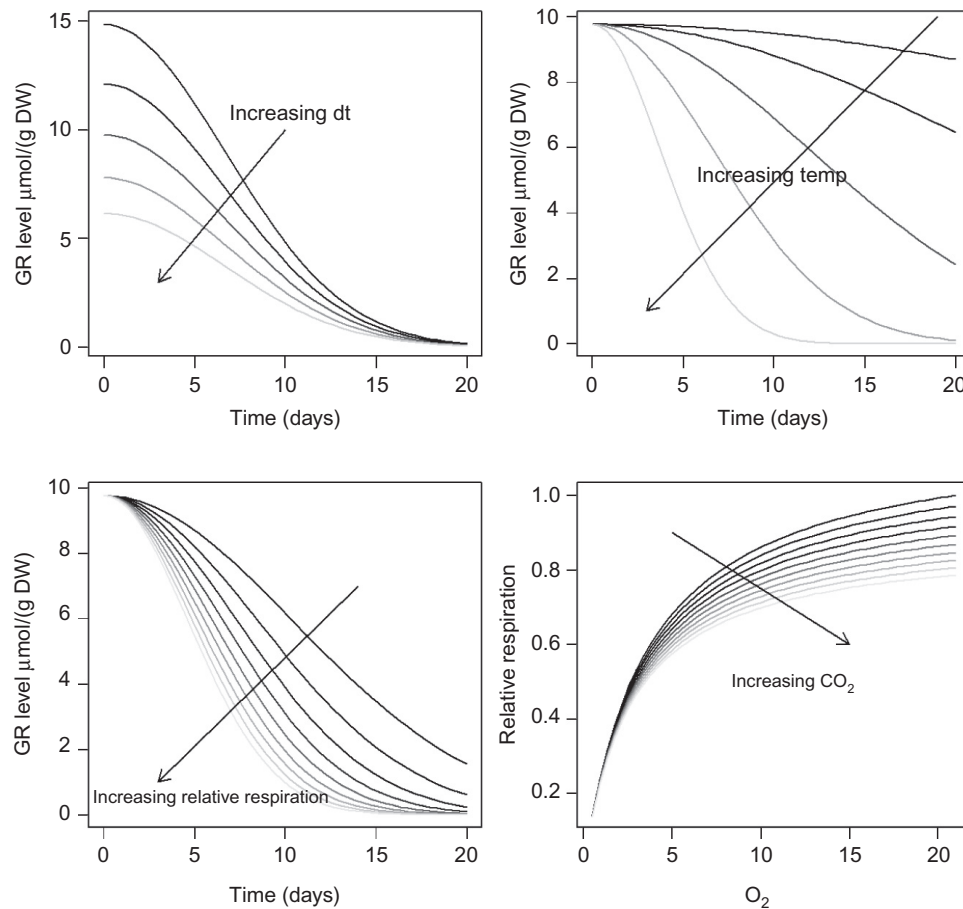 15
10
5
0
GR level μmol/(g DW)
Increasing dt
0 5 10 15 20
Time (days)
10
8
6
4
2
0
GR level μmol/(g DW)
Increasing temp
0 5 10 15 20
Time (days)
10
8
6
4
2
0
GR level μmol/(g DW)
Increasing relative respiration
0 5 10 15 20
Time (days)
1.0
0.8
0.6
0.4
0.2
Relative respiration
Increasing CO₂
5 10 15 20
O₂